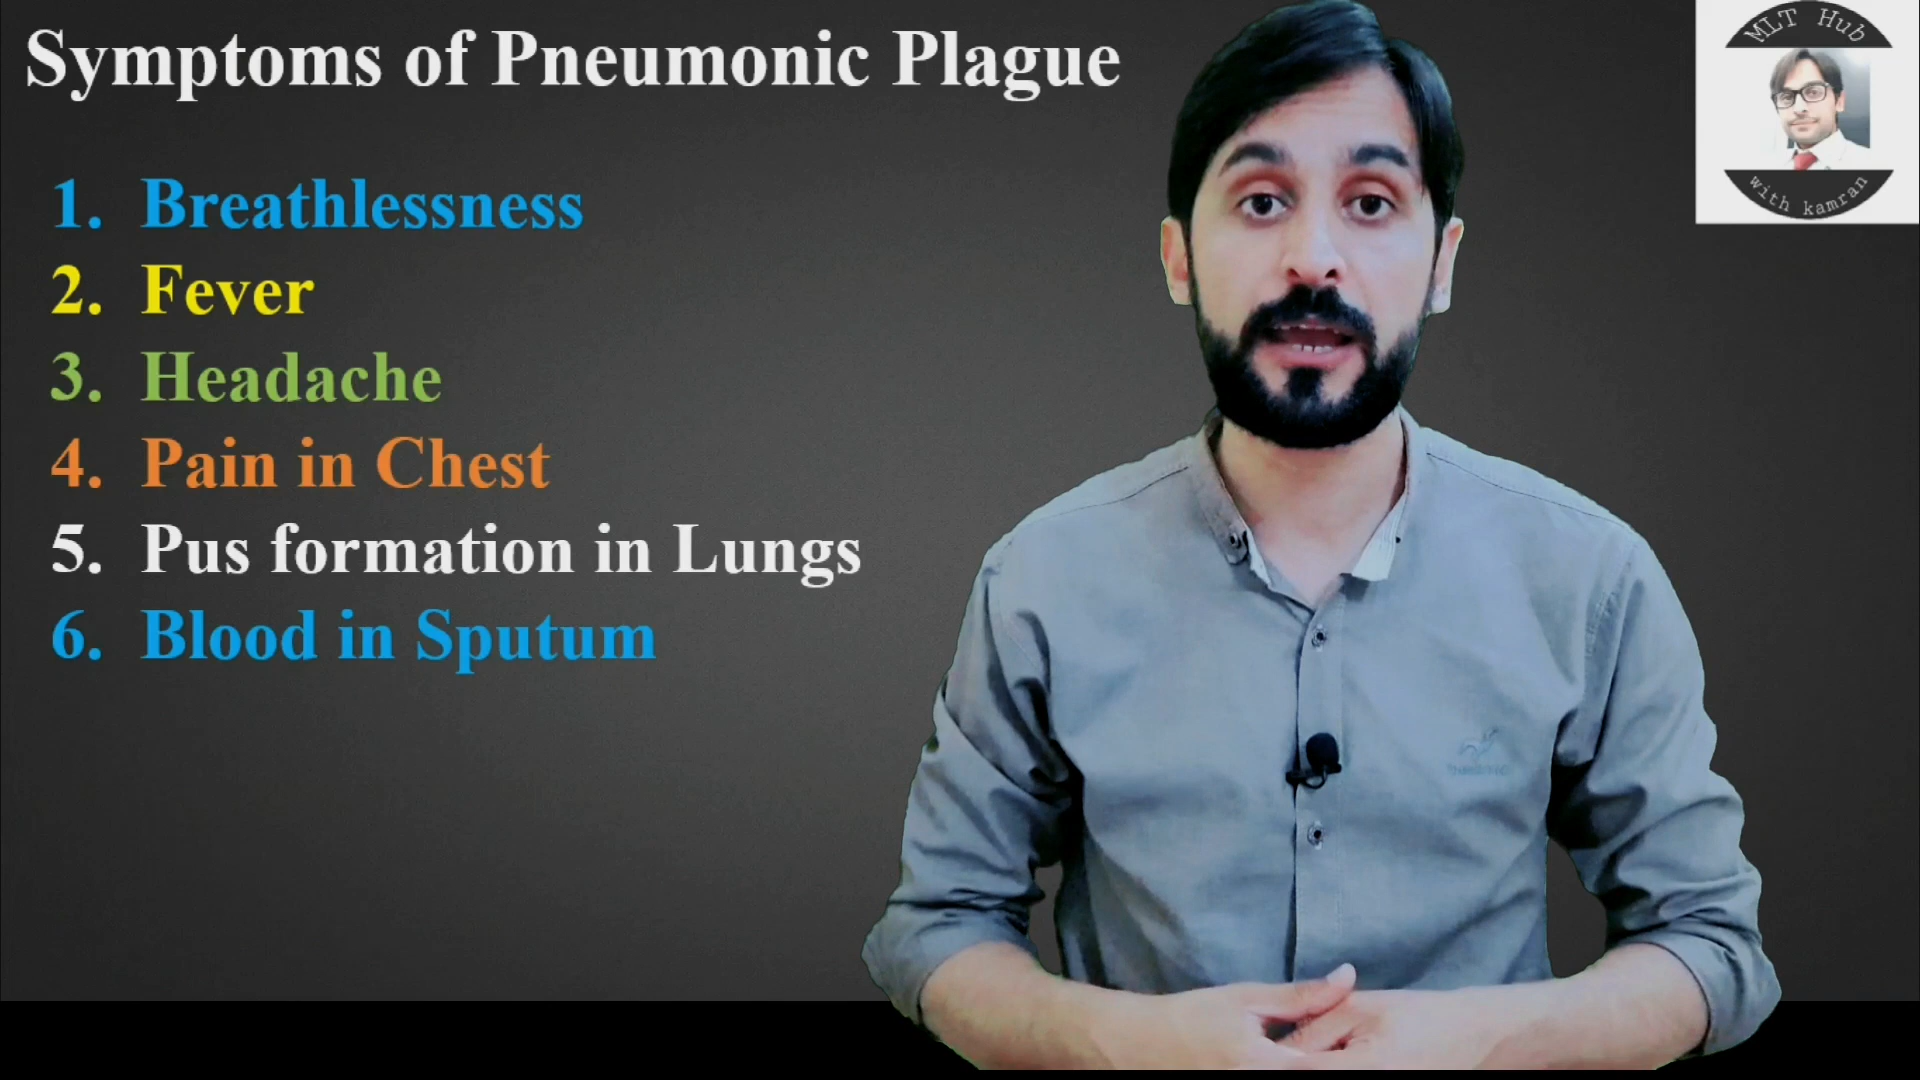 Symptoms of Pneumonic Plague
1. Breathlessness
2. Fever
3. Headache
4. Pain in Chest
5. Pus formation in Lungs
6. Blood in Sputum
MLT Hub
with kamran